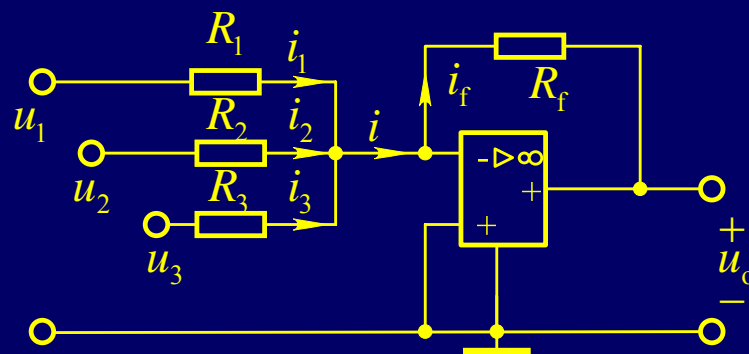 R1 i1
u1
R2 i2 i if Rf
u2
R3 i3
u3
- ▷ ∞
+
+
+
uo
−